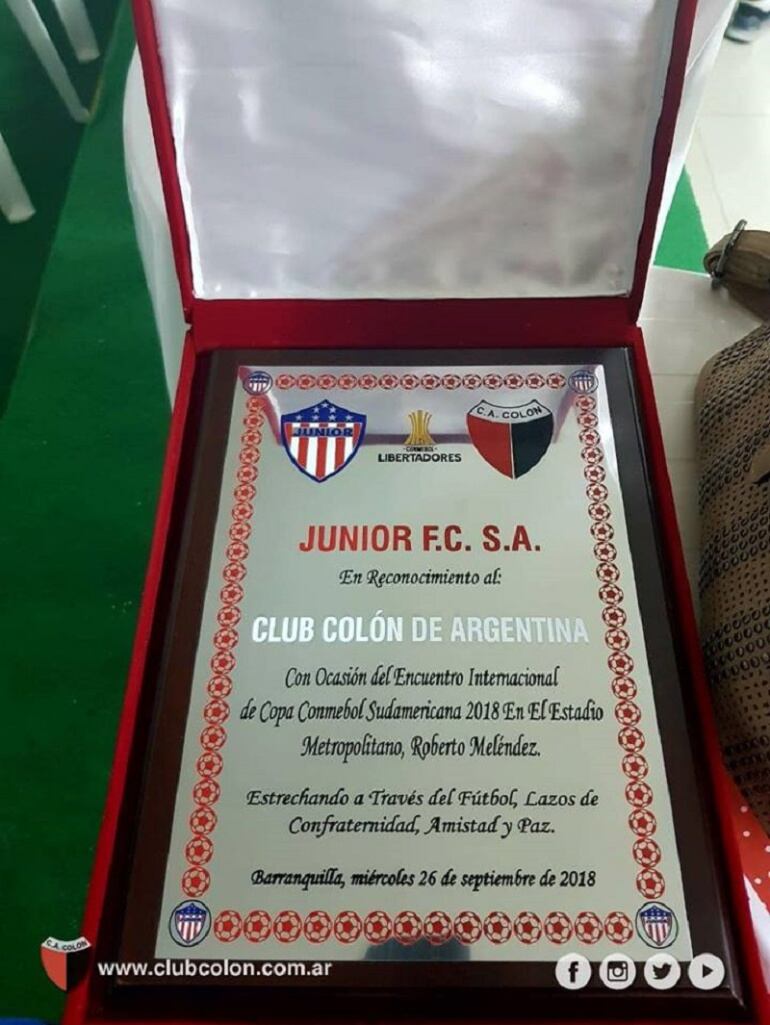 JUNIOR
CONMEBOL
LIBERTADORES
C.A. COLON
JUNIOR F.C. S.A.
En Reconocimiento al:
CLUB COLÓN DE ARGENTINA
Con Ocasión del Encuentro Internacional
de Copa Conmebol Sudamericana 2018 En El Estadio
Metropolitano, Roberto Meléndez.
Estrechando a Través del Fútbol, Lazos de
Confraternidad, Amistad y Paz.
Barranquilla, miércoles 26 de septiembre de 2018
C.A. COLON
www.clubcolon.com.ar